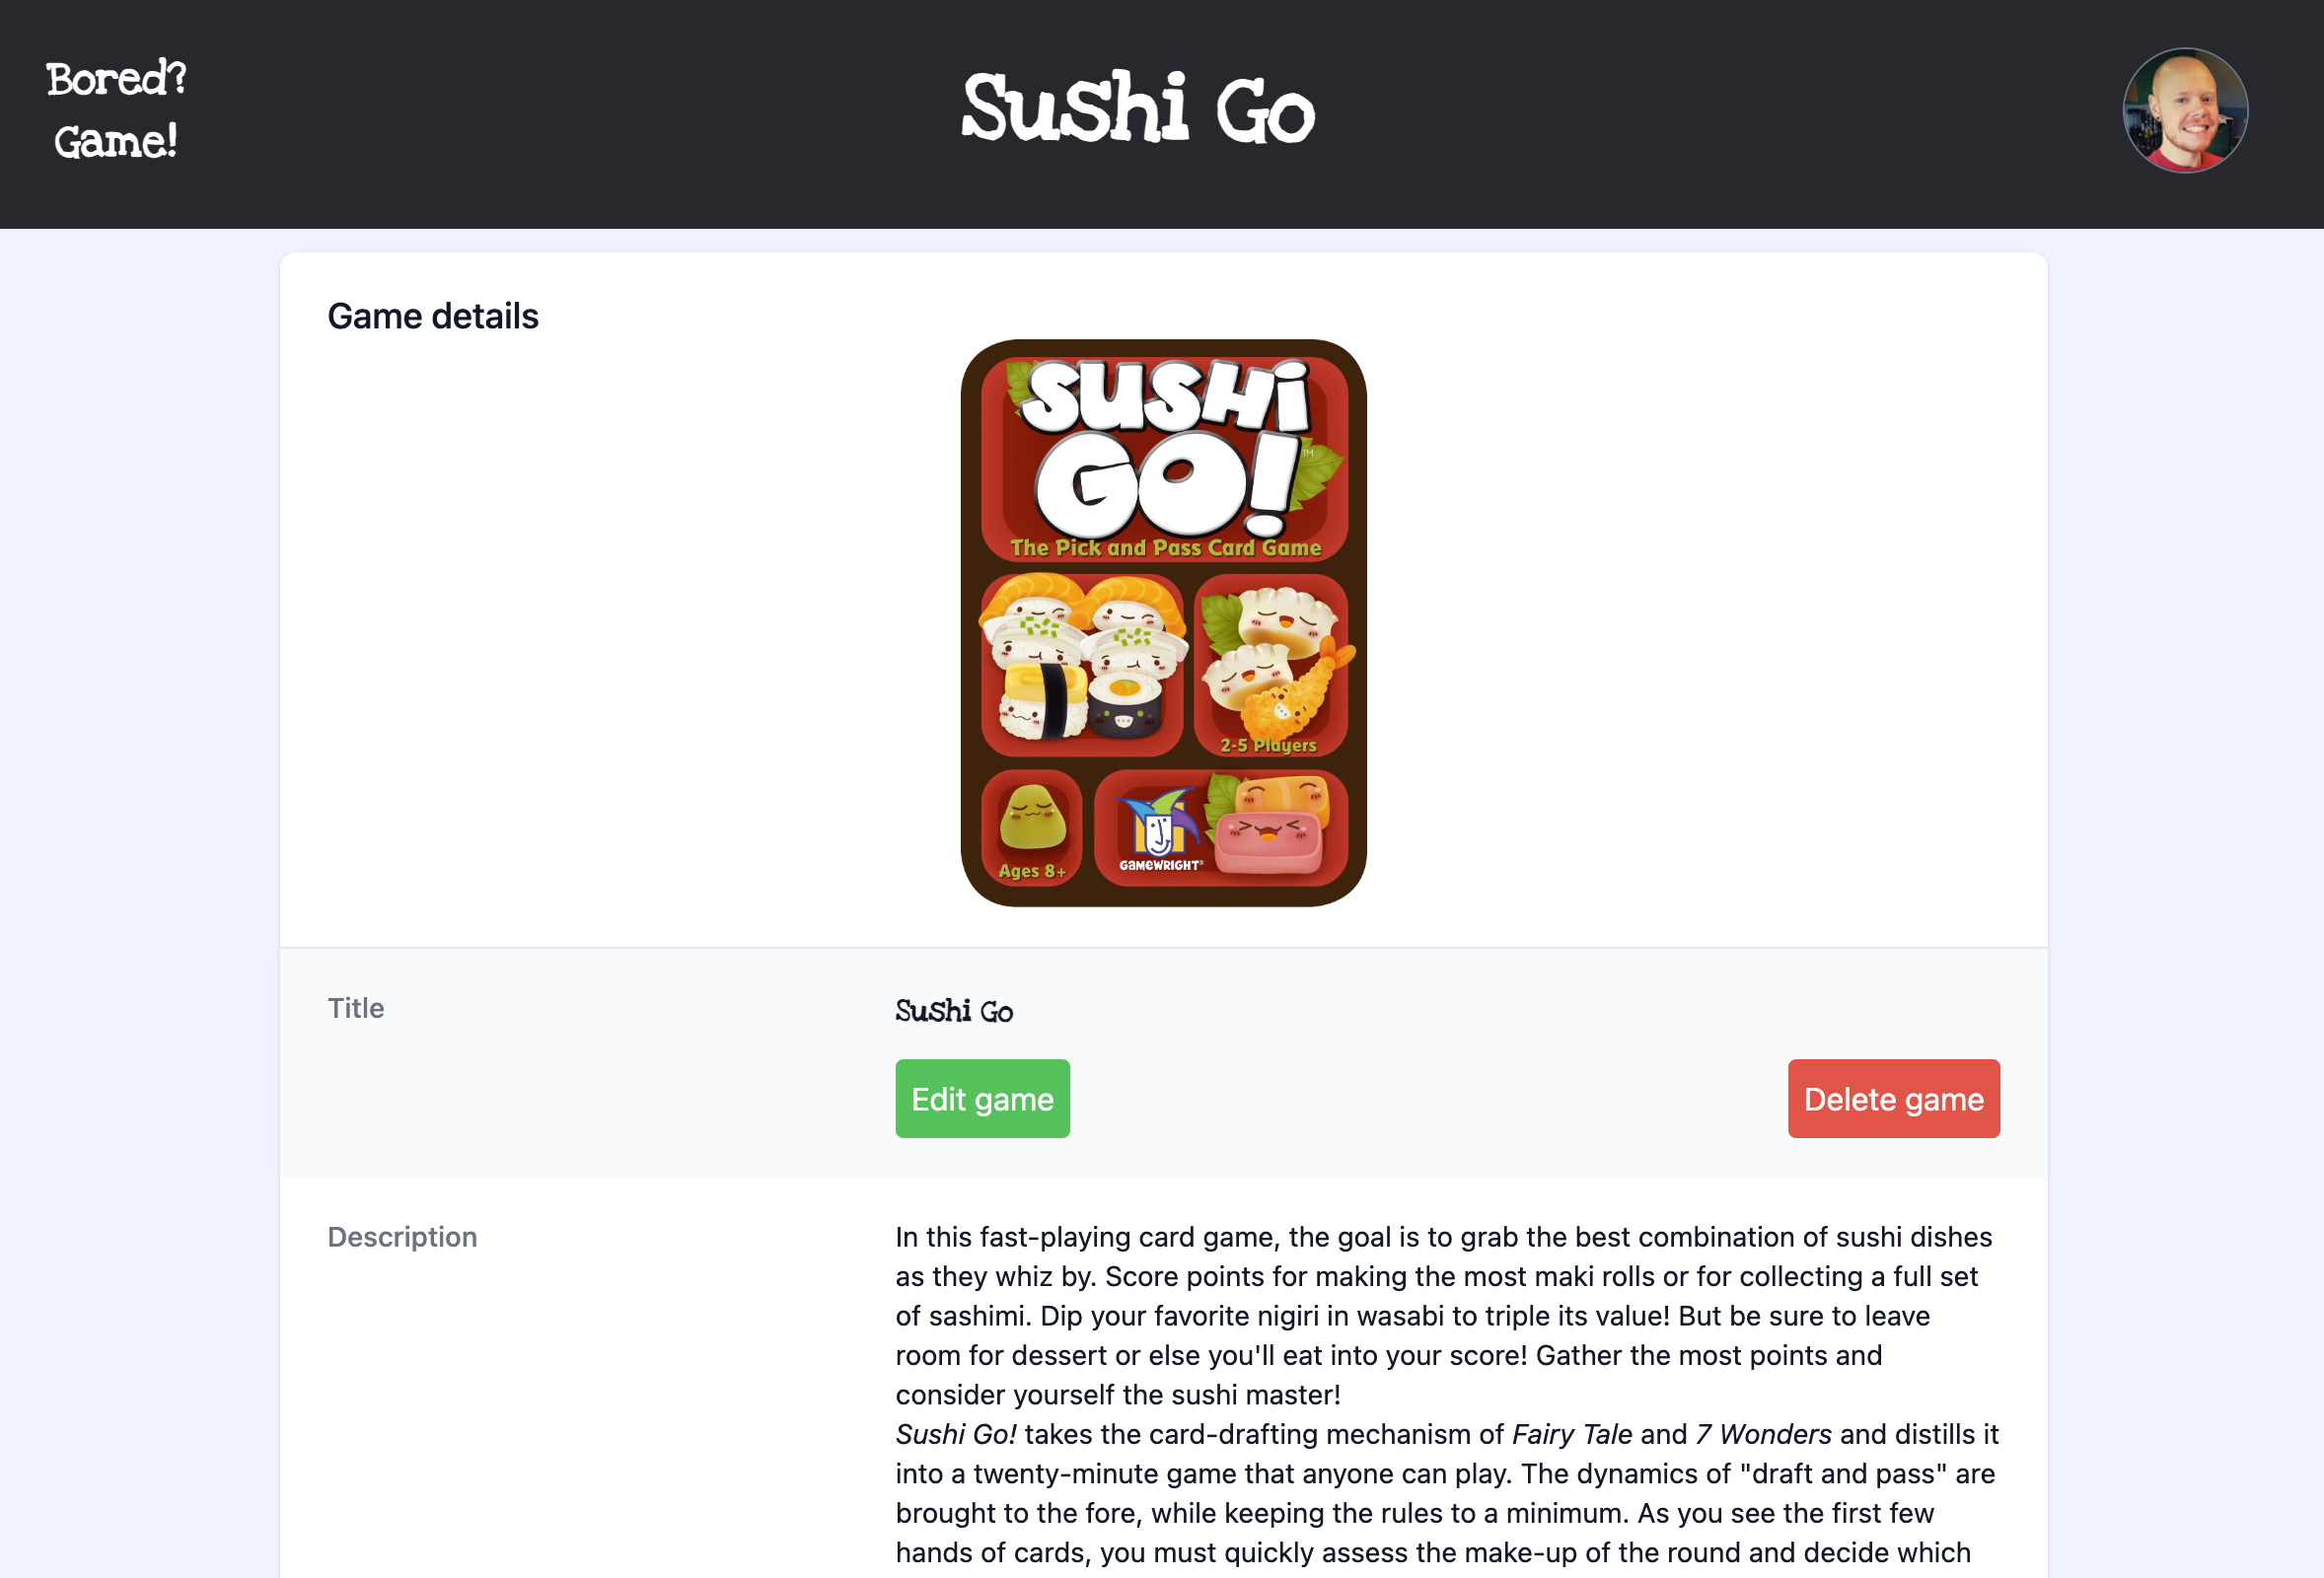 Bored?
Game!
Sushi Go
Game details
SUSHi
GO!™
The Pick and Pass Card Game
2-5 Players
Ages 8+
GAMEWRIGHT®
Title
Sushi Go
Edit game
Delete game
Description
In this fast-playing card game, the goal is to grab the best combination of sushi dishes
as they whiz by. Score points for making the most maki rolls or for collecting a full set
of sashimi. Dip your favorite nigiri in wasabi to triple its value! But be sure to leave
room for dessert or else you'll eat into your score! Gather the most points and
consider yourself the sushi master!
Sushi Go! takes the card-drafting mechanism of Fairy Tale and 7 Wonders and distills it
into a twenty-minute game that anyone can play. The dynamics of "draft and pass" are
brought to the fore, while keeping the rules to a minimum. As you see the first few
hands of cards, you must quickly assess the make-up of the round and decide which